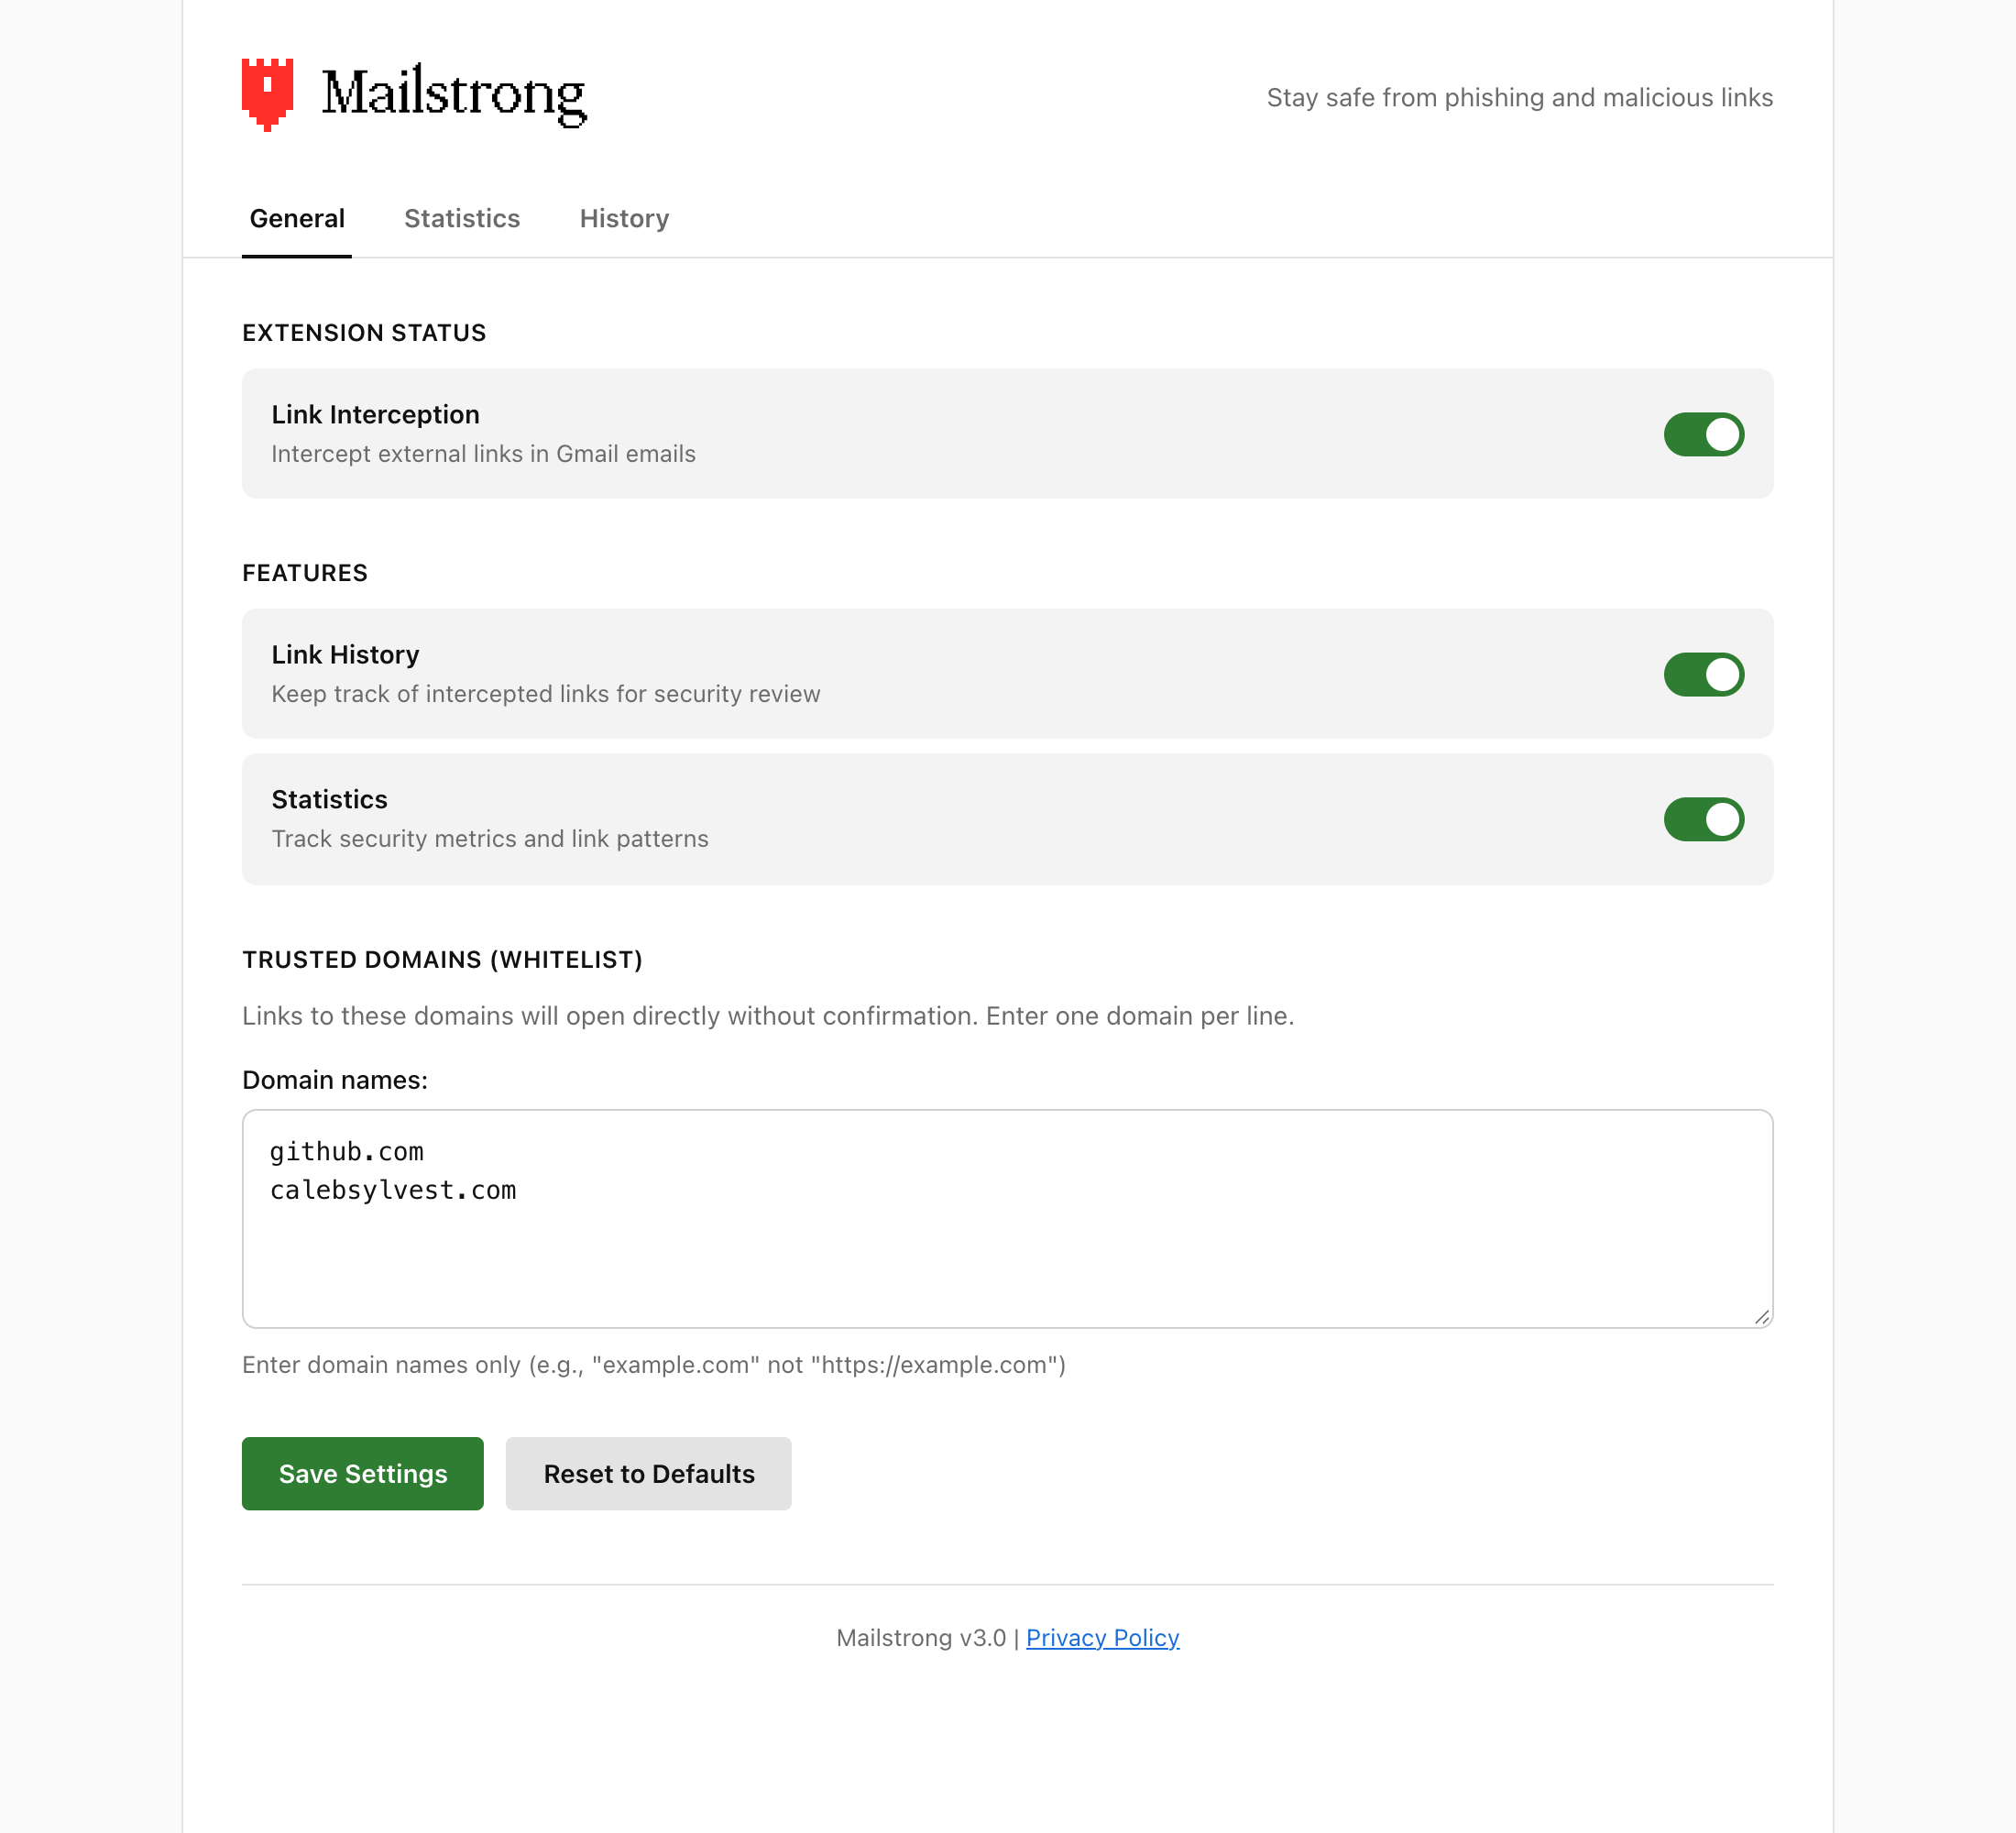 Mailstrong
Stay safe from phishing and malicious links
General
Statistics
History
EXTENSION STATUS
Link Interception
Intercept external links in Gmail emails
FEATURES
Link History
Keep track of intercepted links for security review
Statistics
Track security metrics and link patterns
TRUSTED DOMAINS (WHITELIST)
Links to these domains will open directly without confirmation. Enter one domain per line.
Domain names:
github.com
calebsylvest.com
Enter domain names only (e.g., "example.com" not "https://example.com")
Save Settings
Reset to Defaults
Mailstrong v3.0 | Privacy Policy